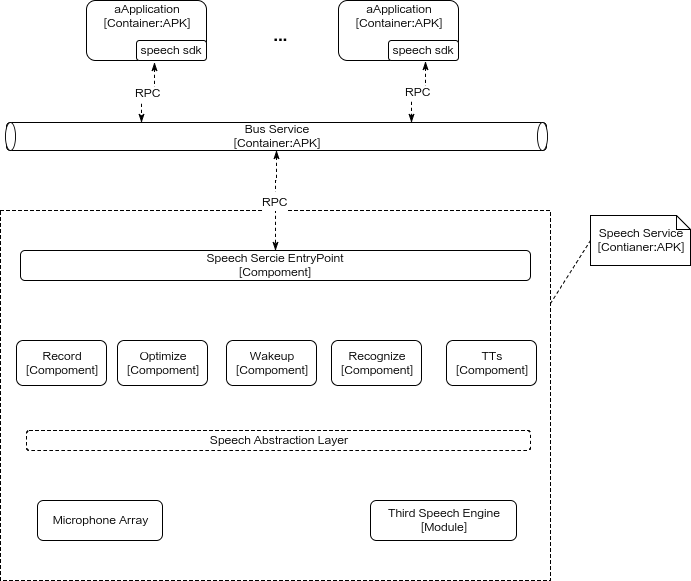 aApplication
[Container:APK]
speech sdk
...
aApplication
[Container:APK]
speech sdk
RPC
RPC
Bus Service
[Container:APK]
RPC
Speech Service
[Contianer:APK]
Speech Sercie EntryPoint
[Compoment]
Record
[Compoment]
Optimize
[Compoment]
Wakeup
[Compoment]
Recognize
[Compoment]
TTs
[Compoment]
Speech Abstraction Layer
Microphone Array
Third Speech Engine
[Module]